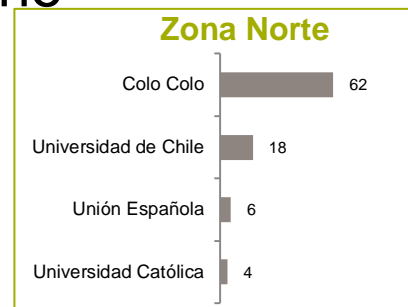 Zona Norte
Colo Colo 62
Universidad de Chile 18
Unión Española 6
Universidad Católica 4